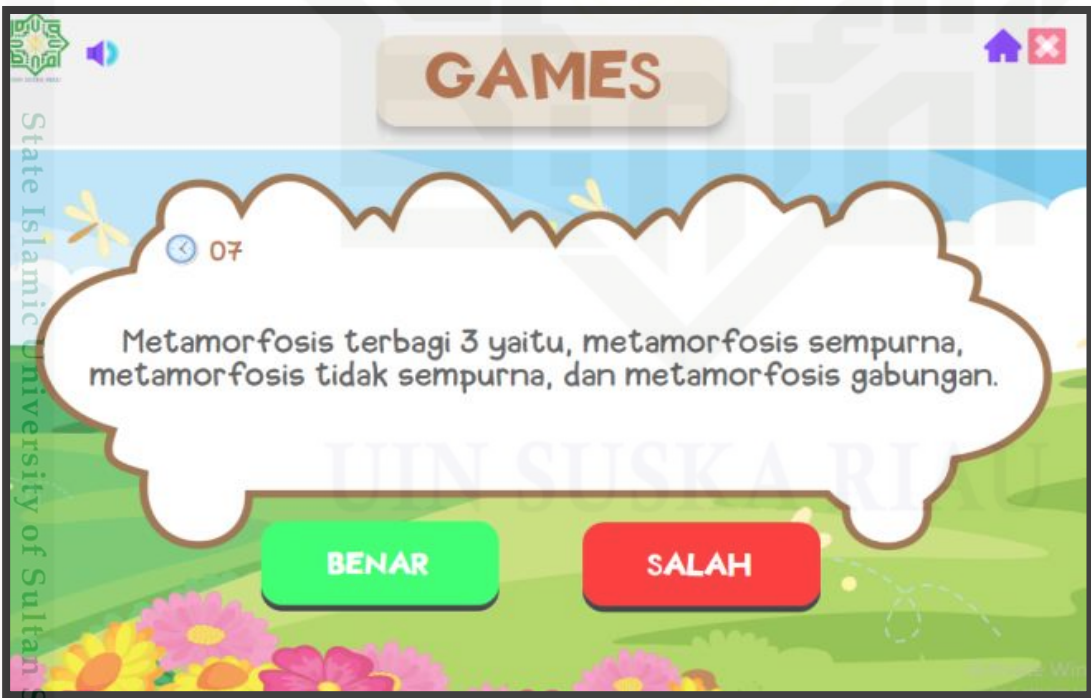 GAMES
07
Metamorfosis terbagi 3 yaitu, metamorfosis sempurna,
metamorfosis tidak sempurna, dan metamorfosis gabungan.
BENAR
SALAH
UIN SUSKA RIAU
State Islamic University of Sultan S